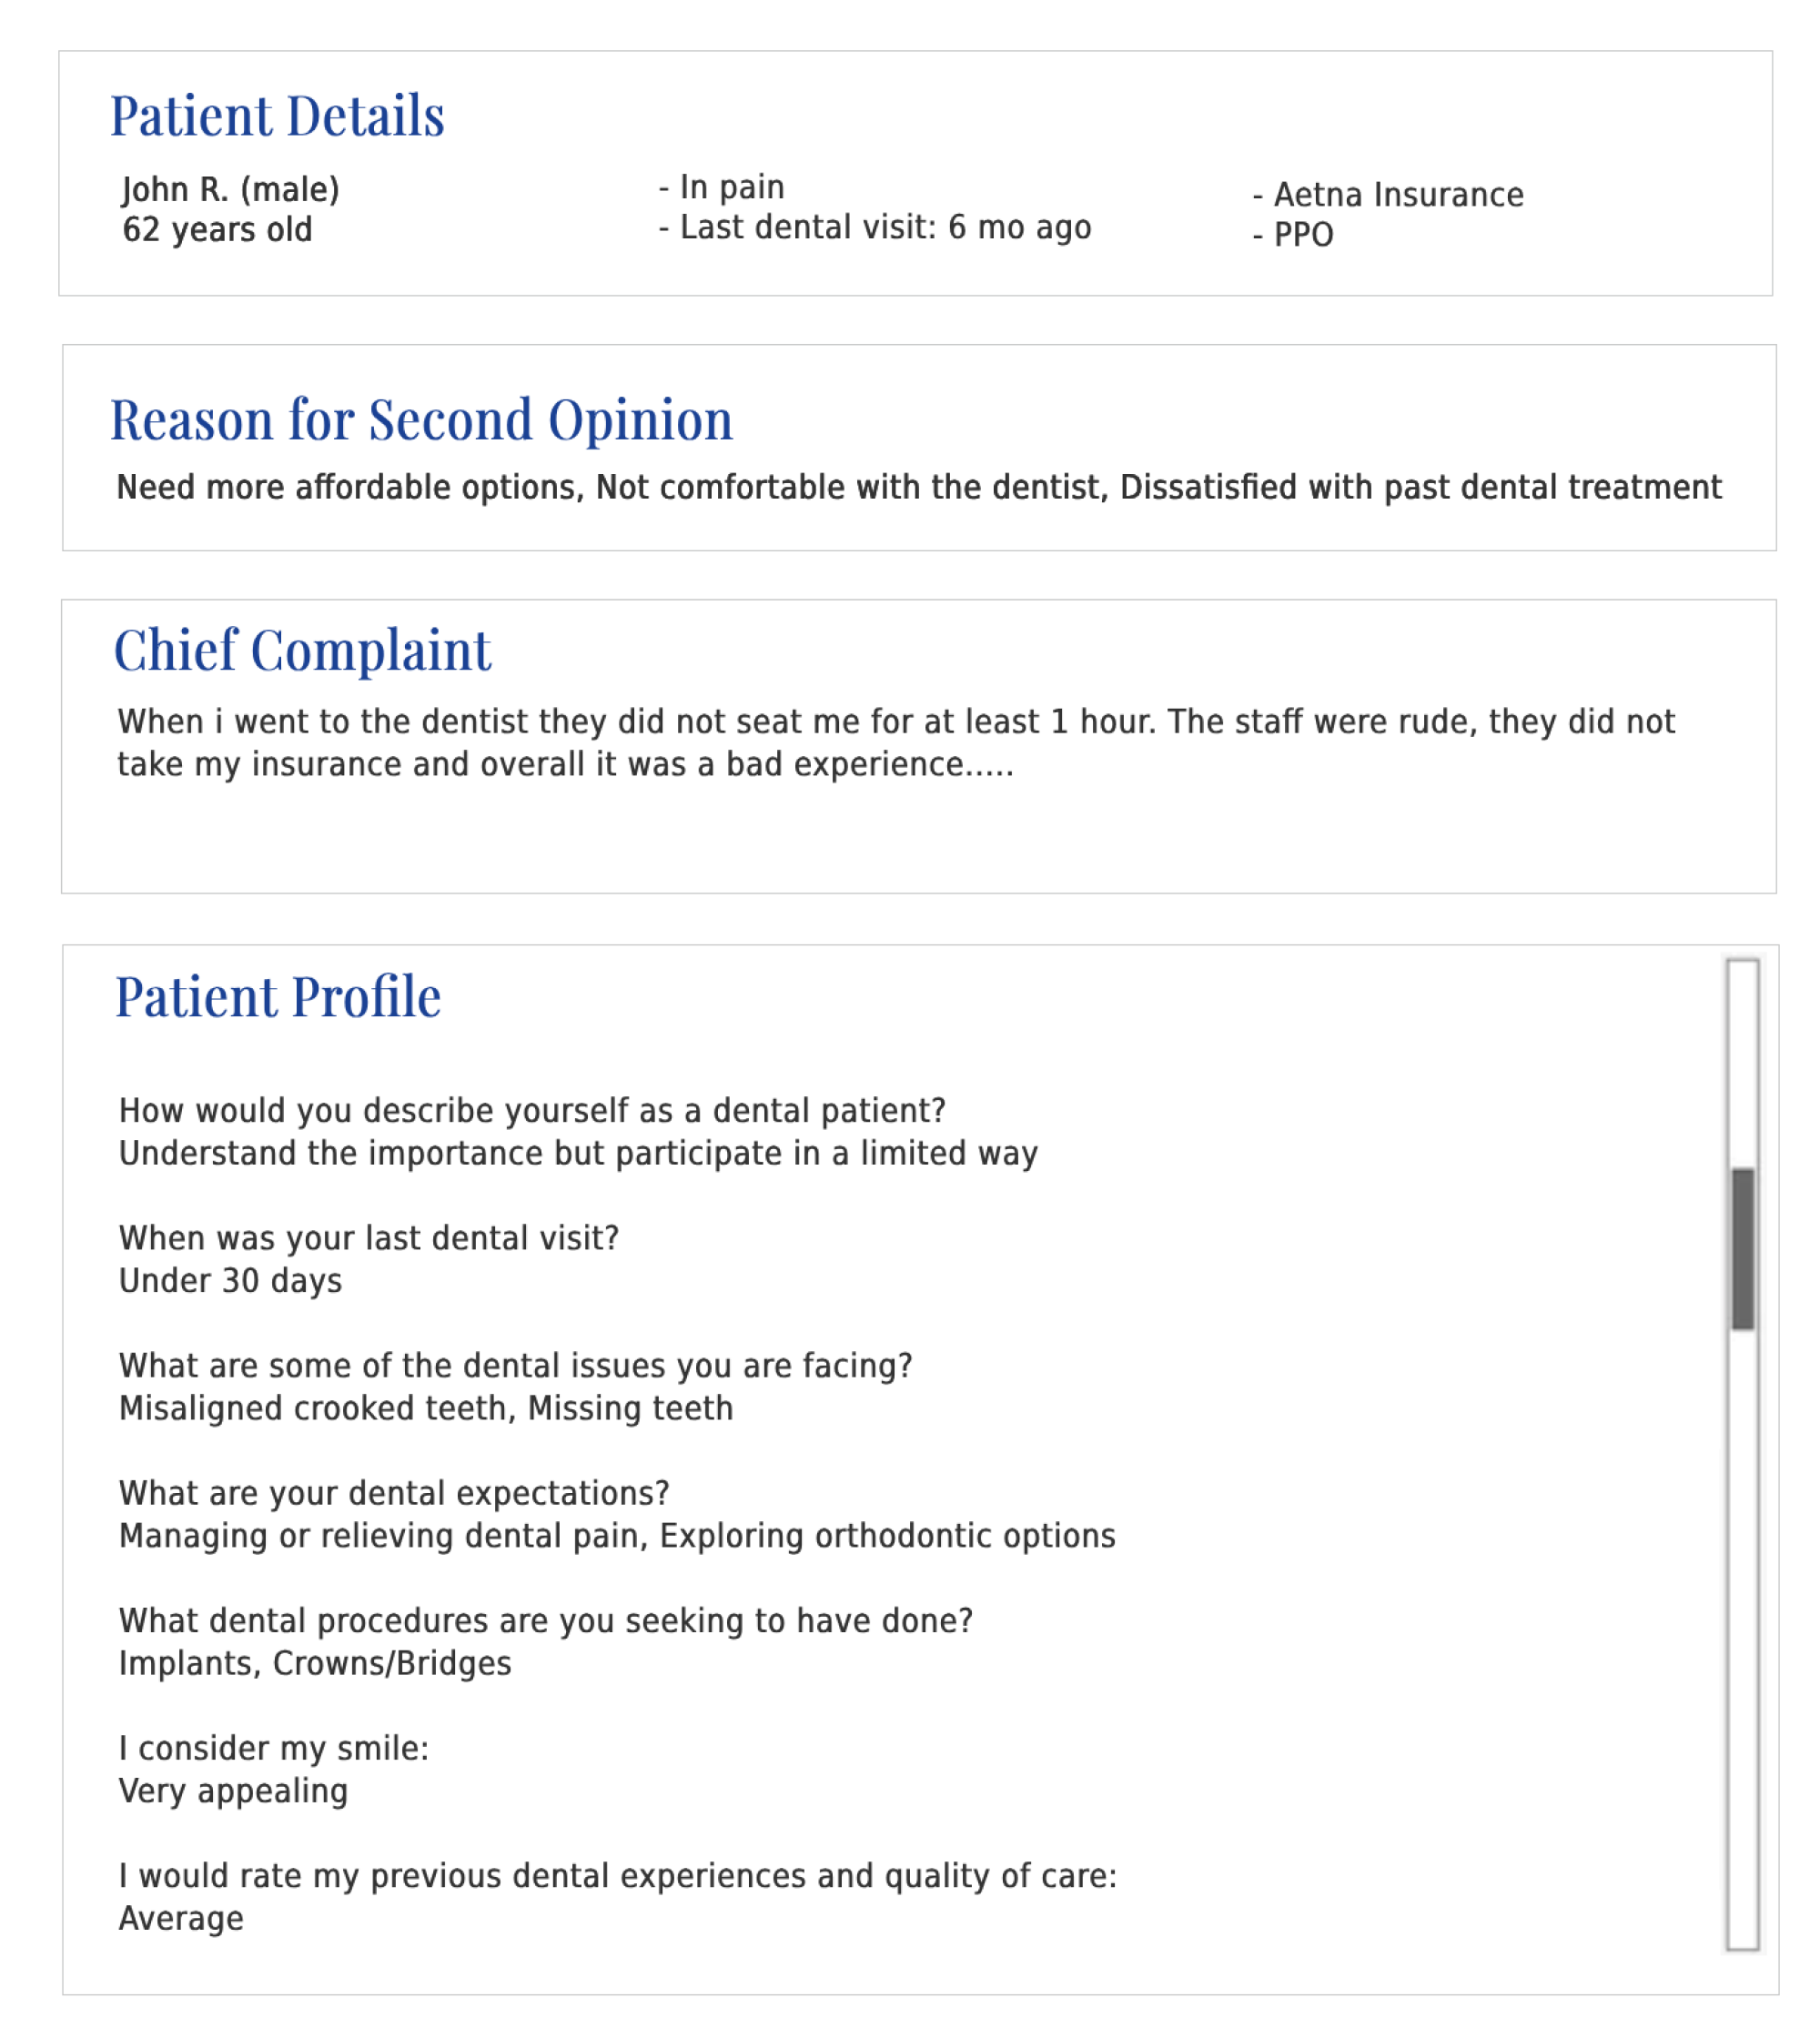 Patient Details
John R. (male)
62 years old
- In pain
- Last dental visit: 6 mo ago
- Aetna Insurance
- PPO
Reason for Second Opinion
Need more affordable options, Not comfortable with the dentist, Dissatisfied with past dental treatment
Chief Complaint
When i went to the dentist they did not seat me for at least 1 hour. The staff were rude, they did not
take my insurance and overall it was a bad experience.....
Patient Profile
How would you describe yourself as a dental patient?
Understand the importance but participate in a limited way
When was your last dental visit?
Under 30 days
What are some of the dental issues you are facing?
Misaligned crooked teeth, Missing teeth
What are your dental expectations?
Managing or relieving dental pain, Exploring orthodontic options
What dental procedures are you seeking to have done?
Implants, Crowns/Bridges
I consider my smile:
Very appealing
I would rate my previous dental experiences and quality of care:
Average